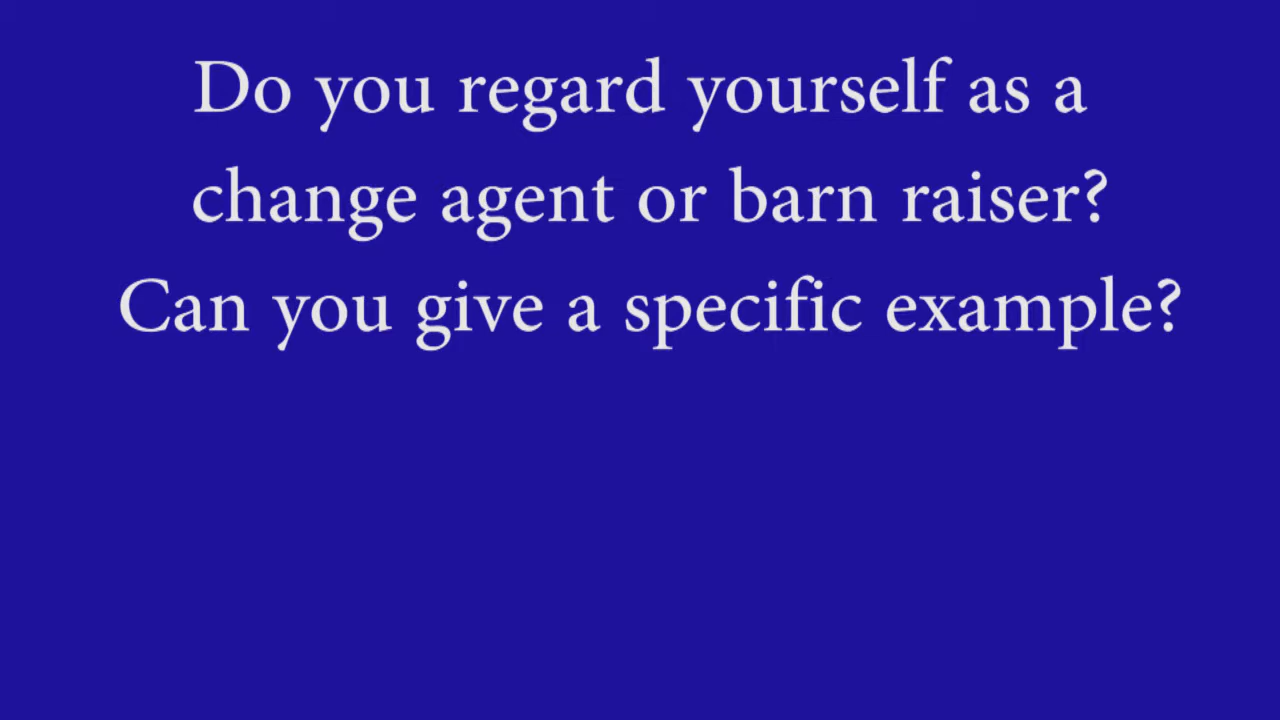 Do you regard yourself as a
change agent or barn raiser?
Can you give a specific example?